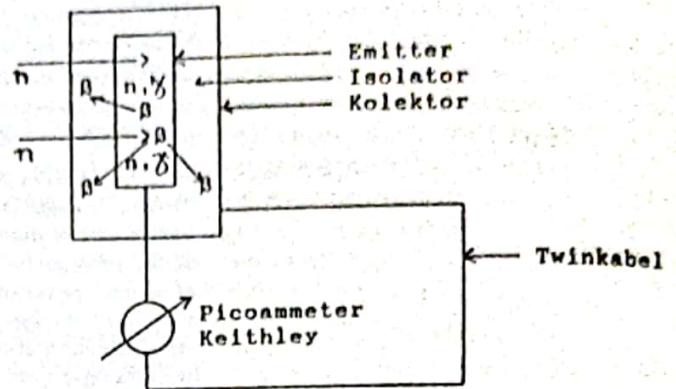 Emitter
Isolator
Kolektor
n
n,γ
β
β
n
β
n,γ
β
β
Twinkabel
Picoammeter
Keithley